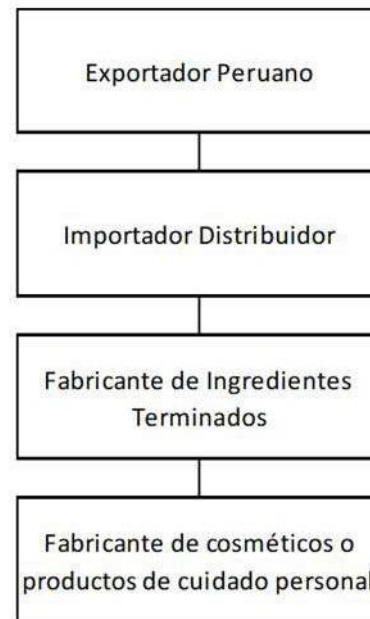 Exportador Peruano
Importador Distribuidor
Fabricante de Ingredientes
Terminados
Fabricante de cosméticos o
productos de cuidado personal